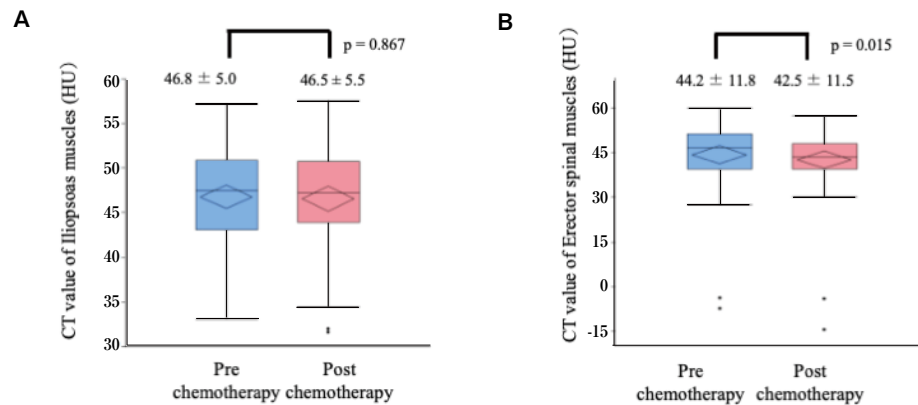 A
p = 0.867
46.8 ± 5.0
46.5 ± 5.5
CT value of Iliopsoas muscles (HU)
60
55
50
45
40
35
30
Pre
chemotherapy
Post
chemotherapy
B
p = 0.015
44.2 ± 11.8
42.5 ± 11.5
CT value of Erector spinal muscles (HU)
60
45
30
15
0
-15
Pre
chemotherapy
Post
chemotherapy